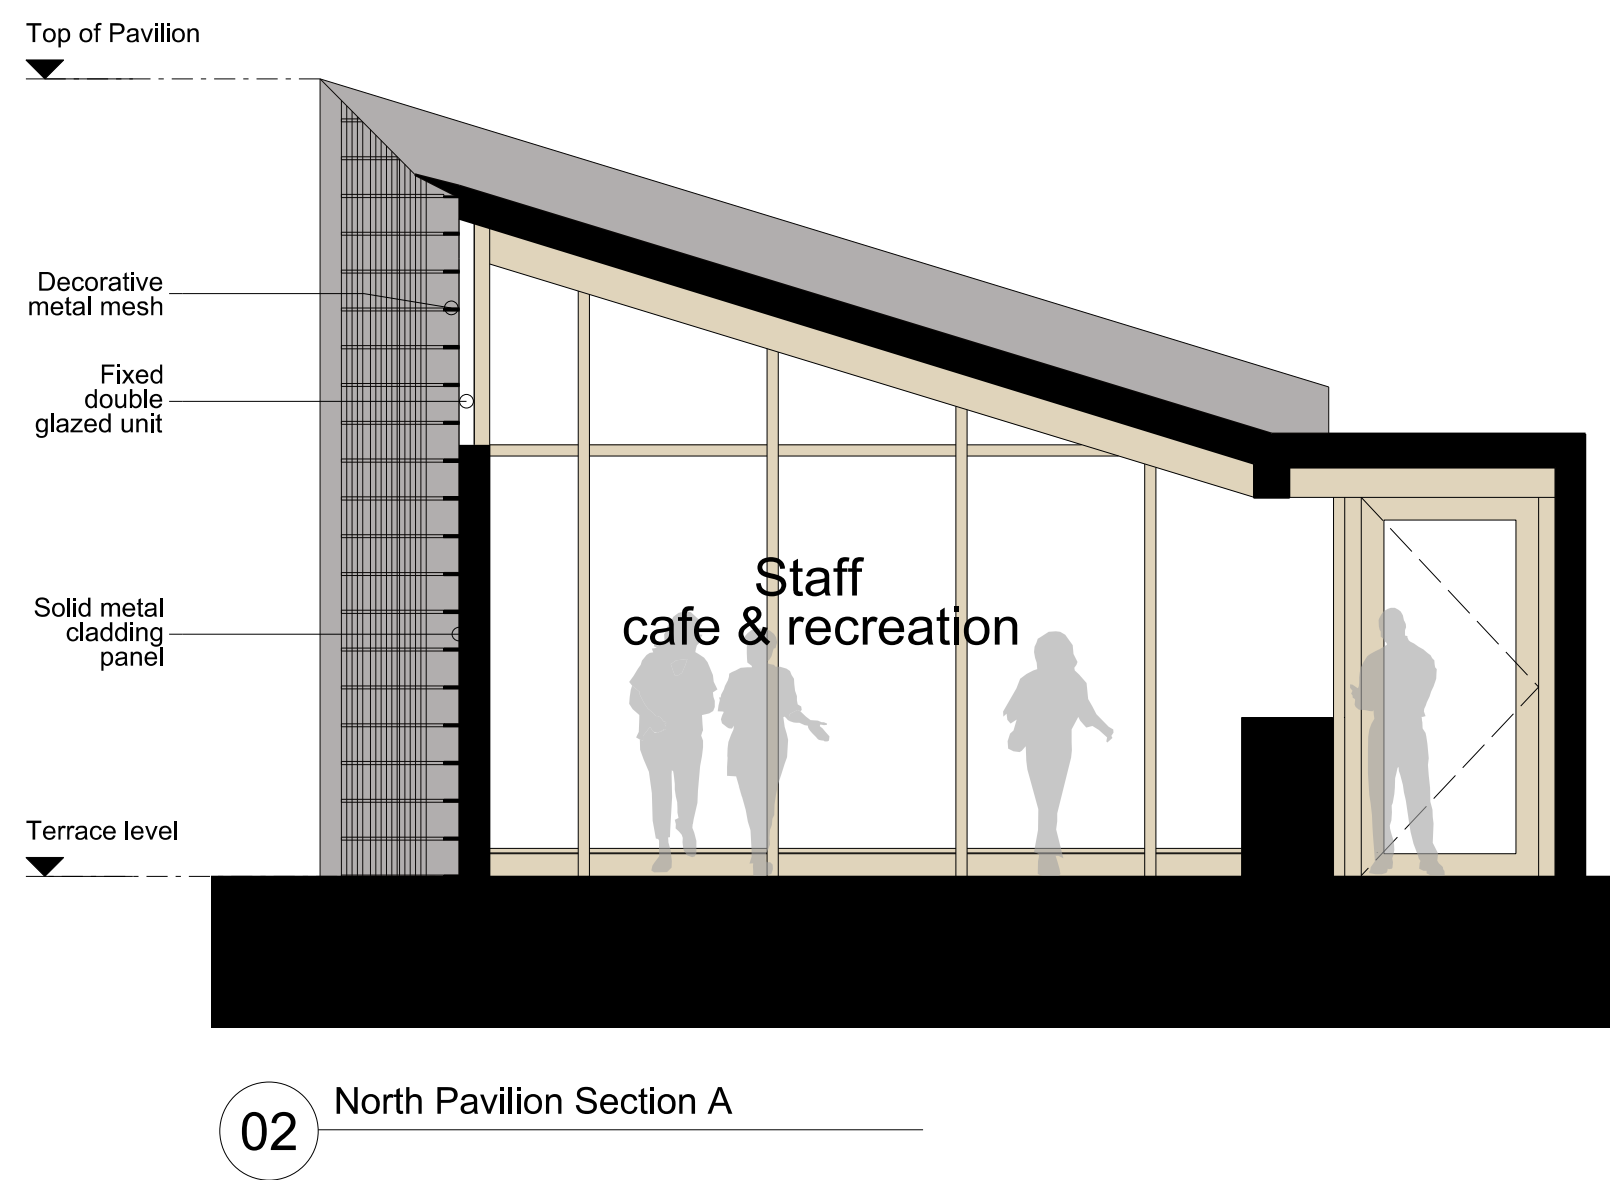 Top of Pavilion
Decorative
metal mesh
Fixed
double
glazed unit
Staff
cafe & recreation
Solid metal
cladding
panel
Terrace level
02
North Pavilion Section A